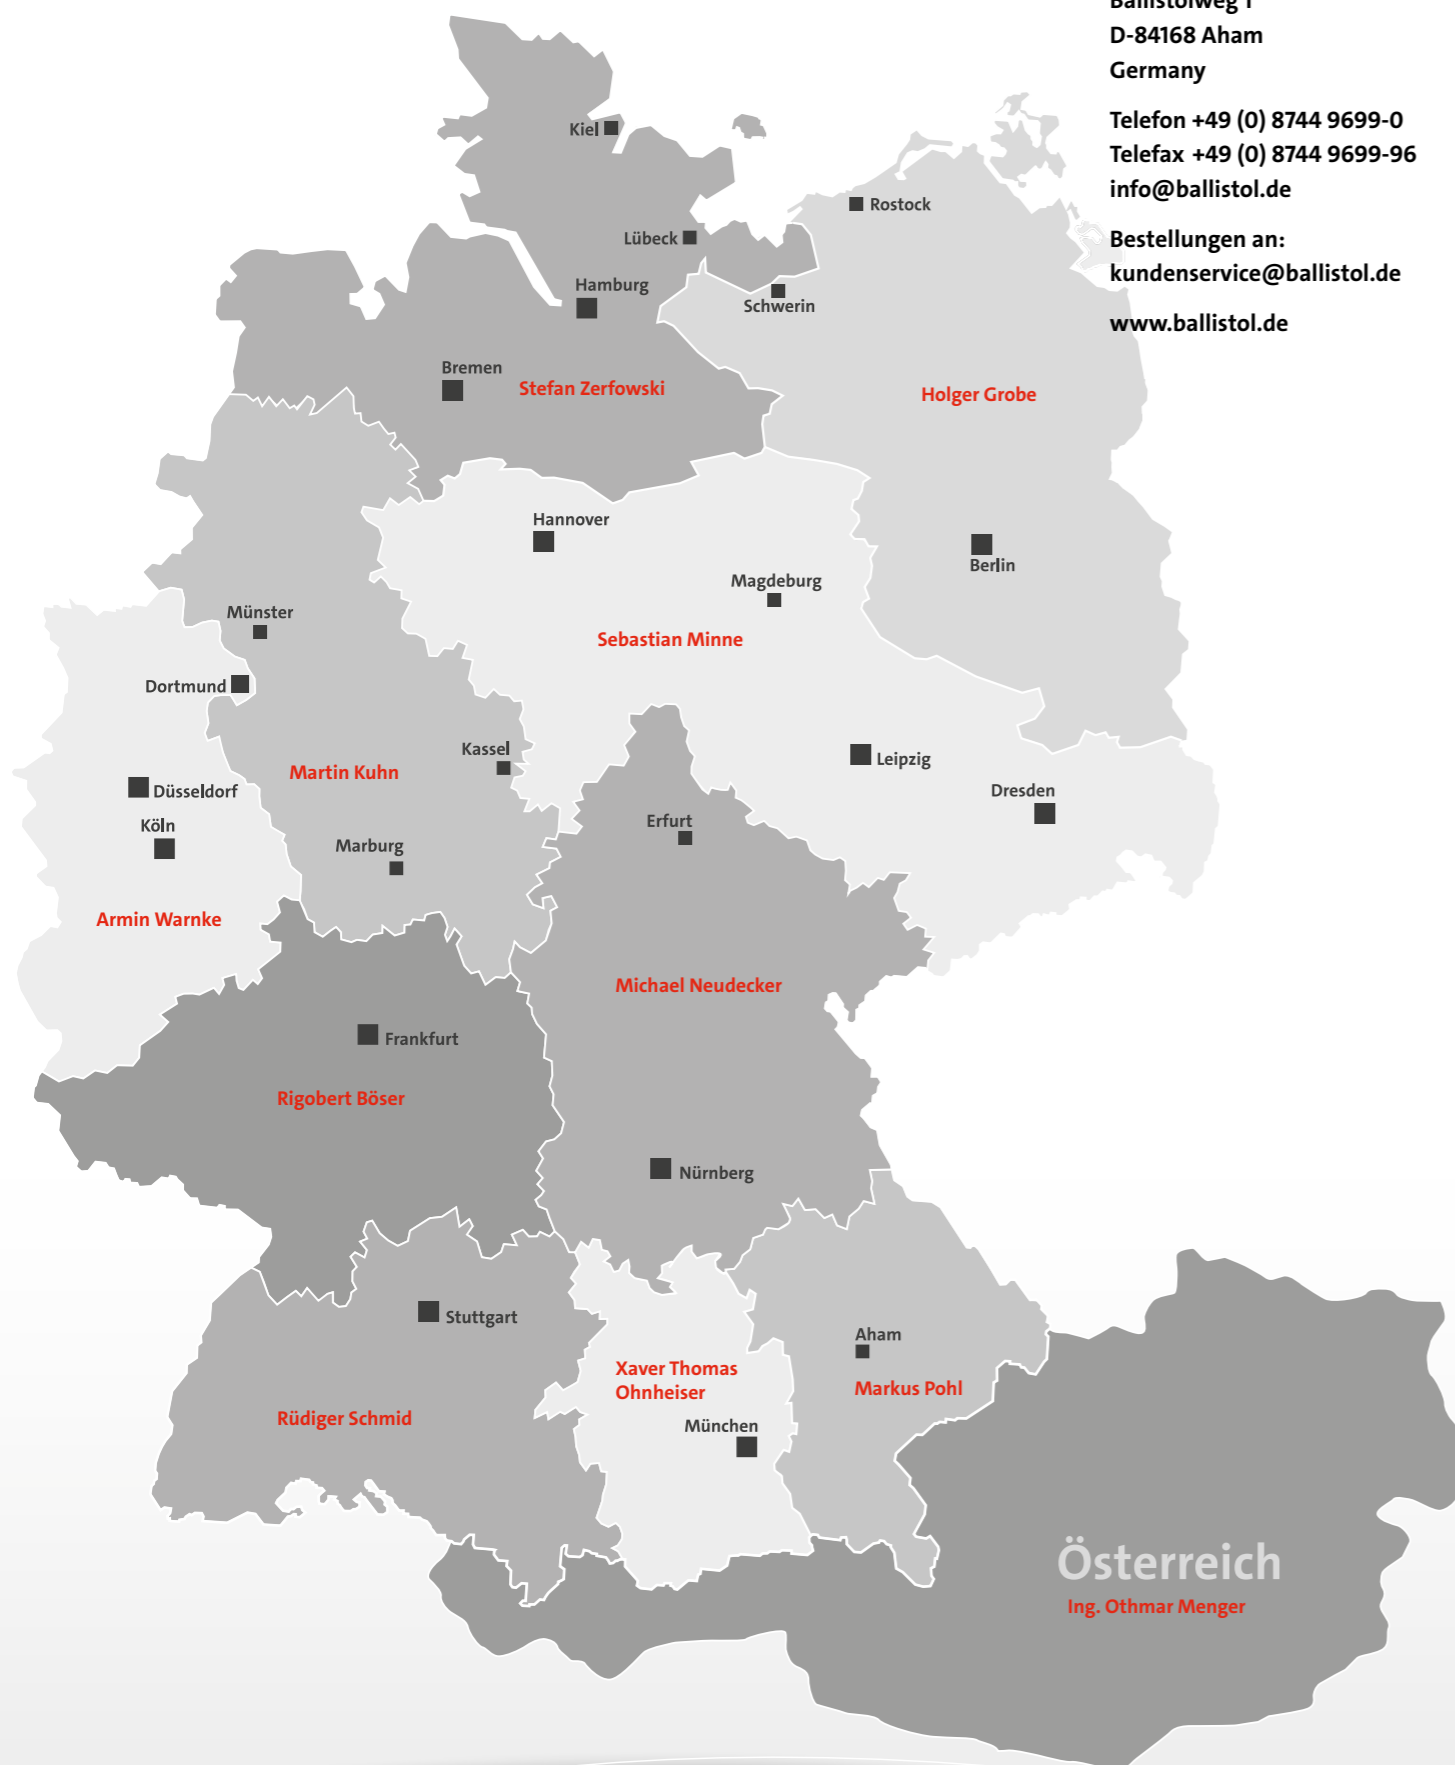 Ballistolweg 1
D-84168 Aham
Germany
Telefon +49 (0) 8744 9699-0
Telefax +49 (0) 8744 9699-96
info@ballistol.de
Bestellungen an:
kundenservice@ballistol.de
www.ballistol.de
Kiel
Rostock
Lübeck
Hamburg
Schwerin
Bremen
Stefan Zerfowski
Holger Grobe
Hannover
Berlin
Magdeburg
Münster
Sebastian Minne
Dortmund
Kassel
Leipzig
Martin Kuhn
Düsseldorf
Dresden
Köln
Erfurt
Marburg
Armin Warnke
Michael Neudecker
Frankfurt
Rigobert Böser
Nürnberg
Stuttgart
Aham
Xaver Thomas
Ohnheiser
Markus Pohl
Rüdiger Schmid
München
Österreich
Ing. Othmar Menger